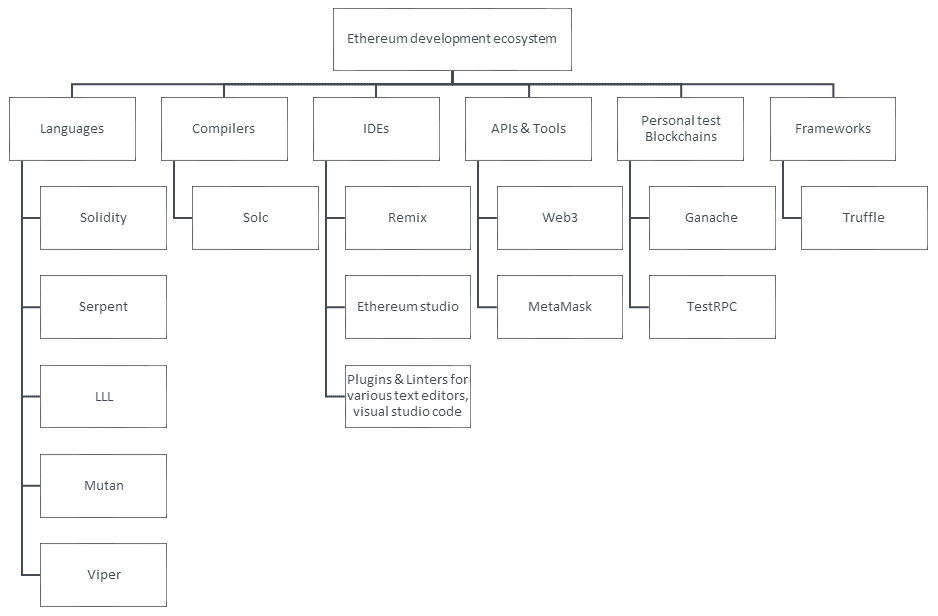 Ethereum development ecosystem
Languages
Compilers
IDEs
APIs & Tools
Personal test
Blockchains
Frameworks
Solidity
Solc
Remix
Web3
Ganache
Truffle
Serpent
Ethereum studio
MetaMask
TestRPC
LLL
Plugins & Linters for
various text editors,
visual studio code
Mutan
Viper